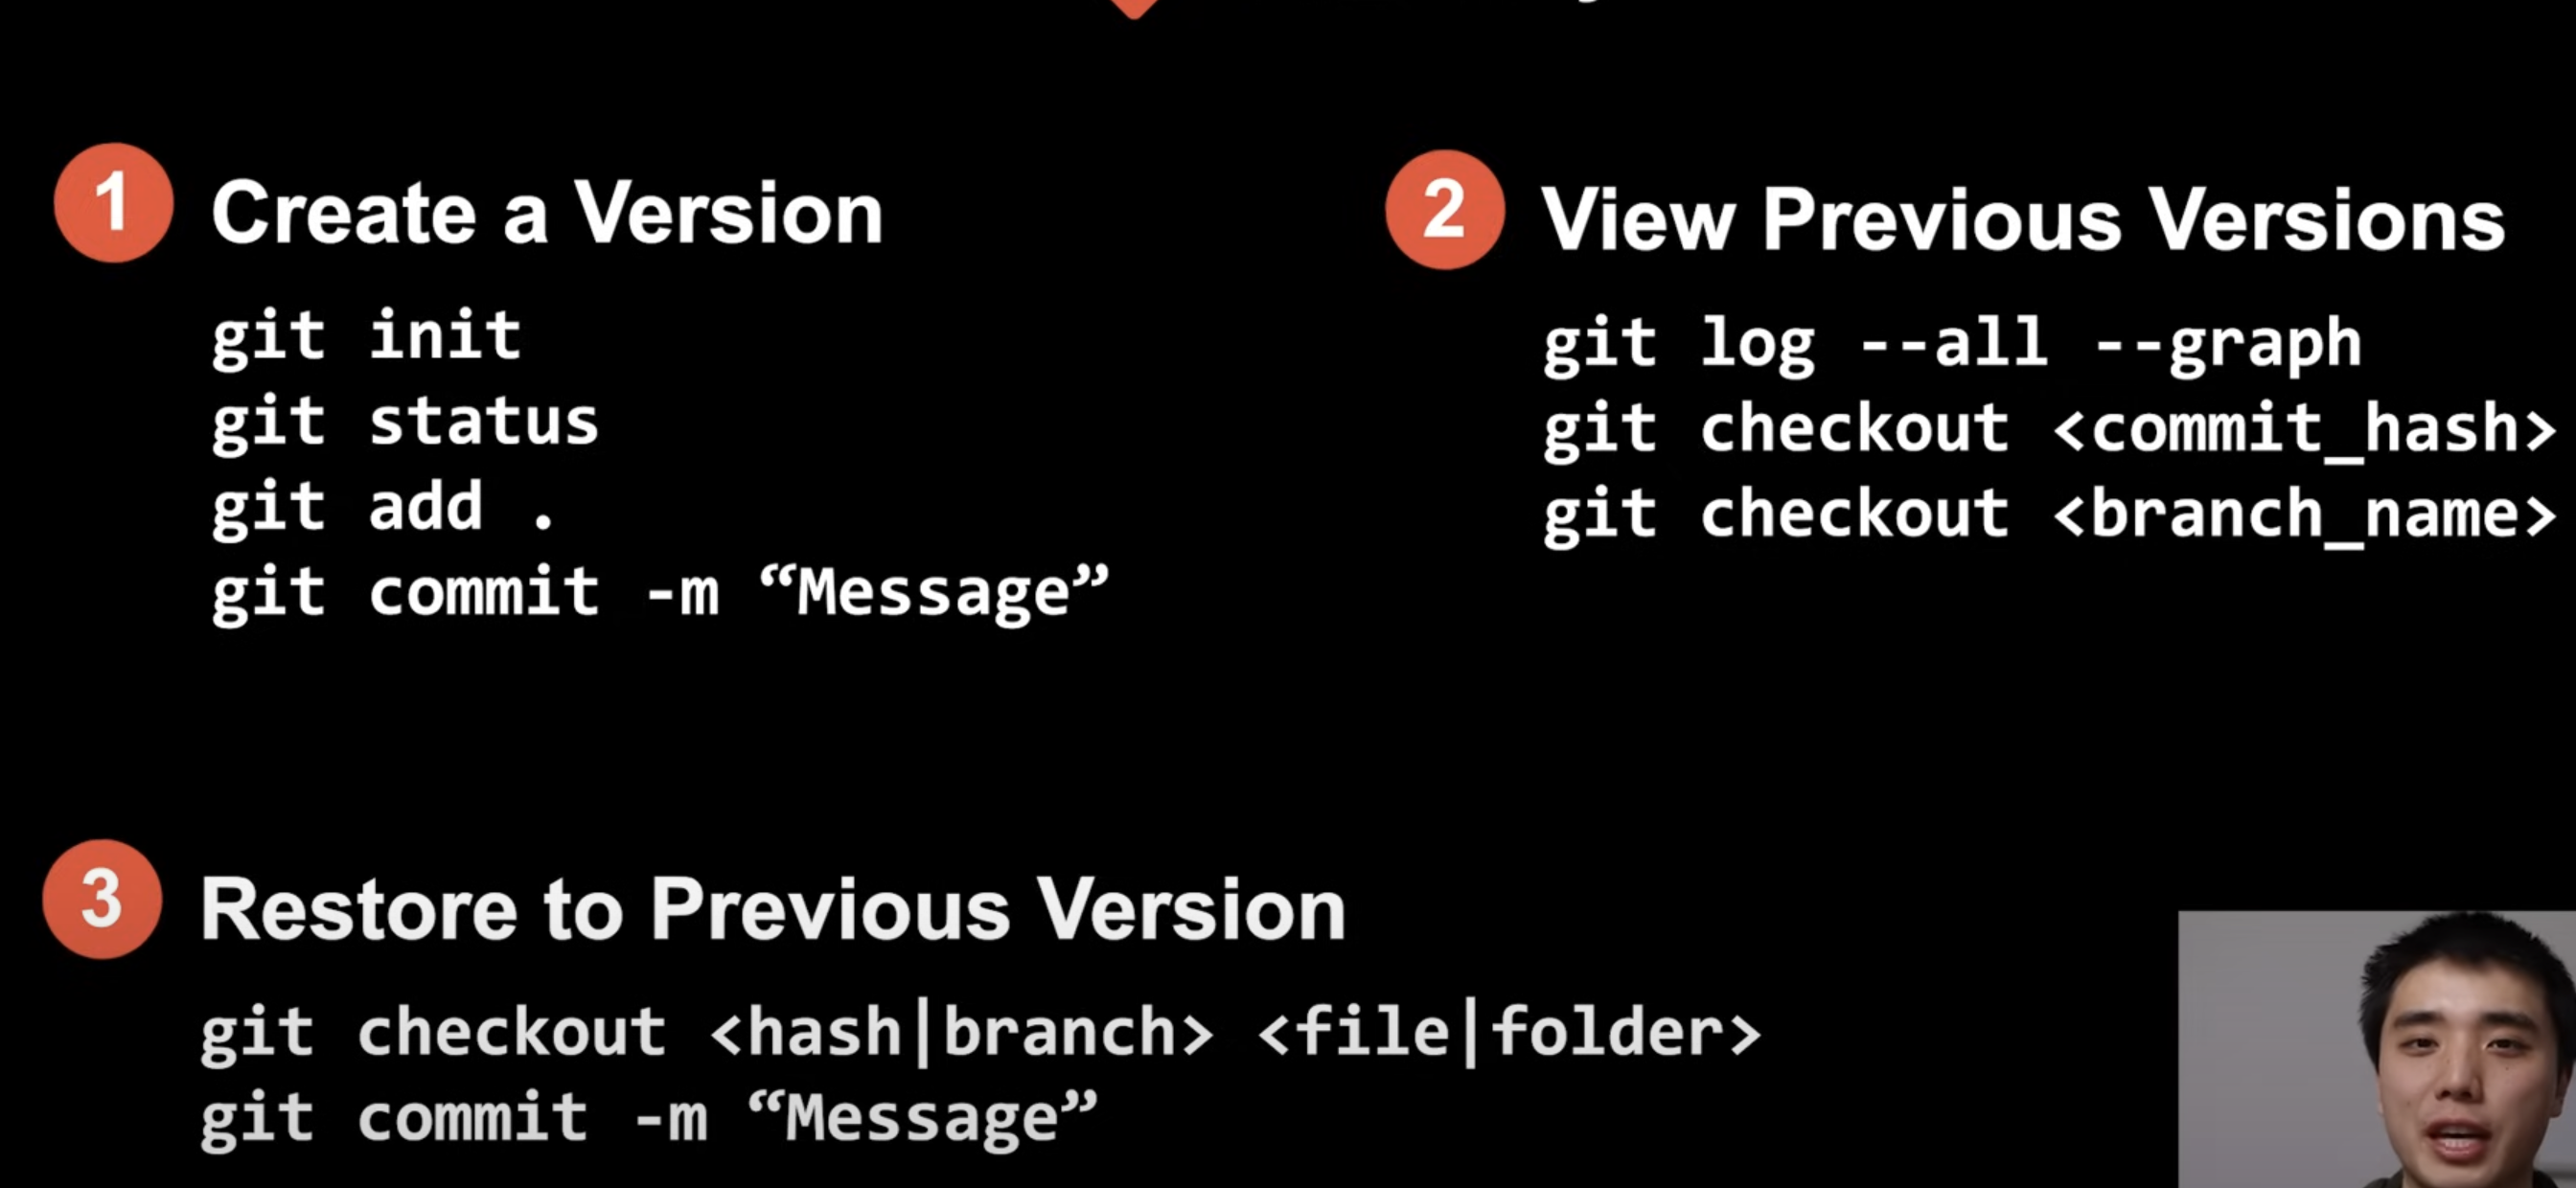 1 Create a Version
git init
git status
git add .
git commit -m “Message”
2 View Previous Versions
git log --all --graph
git checkout <commit_hash>
git checkout <branch_name>
3 Restore to Previous Version
git checkout <hash|branch> <file|folder>
git commit -m “Message”